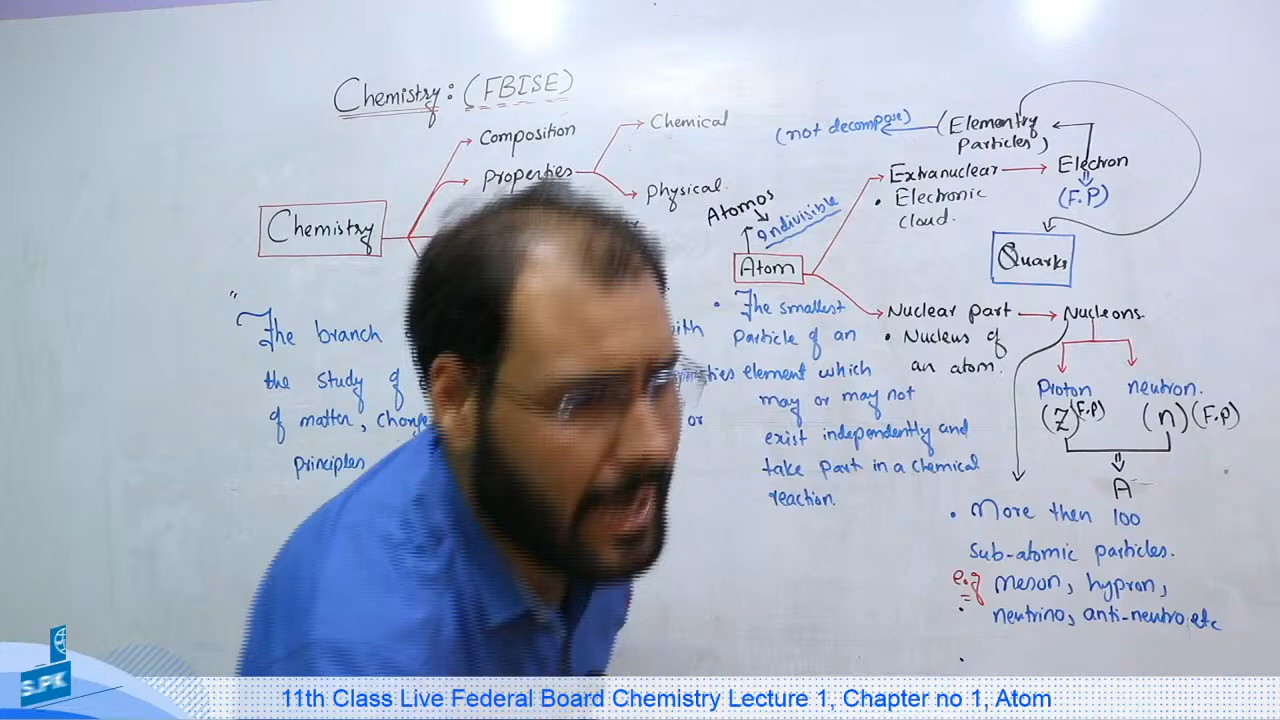 Chemistry: (FBISE)
Chemistry
Composition
Properties
Chemical
Physical.
"The branch
with
the study of
of matter, Change
or
principles
Atomos
Indivisible
Atom
• The smallest
Particle of an
element which
may or may not
exist independently and
take part in a chemical
reaction.
(not decompose)
(Elementry
Particles)
Extranuclear
Electron
(F.P)
• Electronic
cloud.
Quarks
Nuclear part
Nucleons.
• Nucleus of
an atom.
Proton neutron.
(Z)(F.P) (n)(F.P)
A
• More then 100
Sub-atomic particles.
e.g meson, hypron,
neutrino, anti-neutro etc
S.PK
11th Class Live Federal Board Chemistry Lecture 1, Chapter no 1, Atom